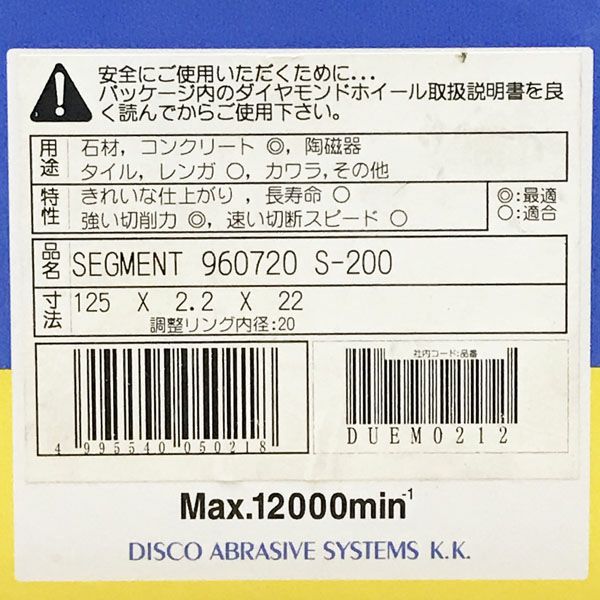 安全にご使用いただくために...
パッケージ内のダイヤモンドホイール取扱説明書を良
く読んでからご使用下さい。
用途 石材, コンクリート ◎, 陶磁器
タイル, レンガ ○, カワラ,その他
特性 きれいな仕上がり , 長寿命 ○
強い切削力 ◎, 速い切断スピード ○
◎:最適
○:適合
品名 SEGMENT 960720 S-200
寸法 125 X 2.2 X 22
調整リング内径:20
4 995540 050218
社内コード:品番
DUEM0212
Max.12000min-1
DISCO ABRASIVE SYSTEMS K.K.